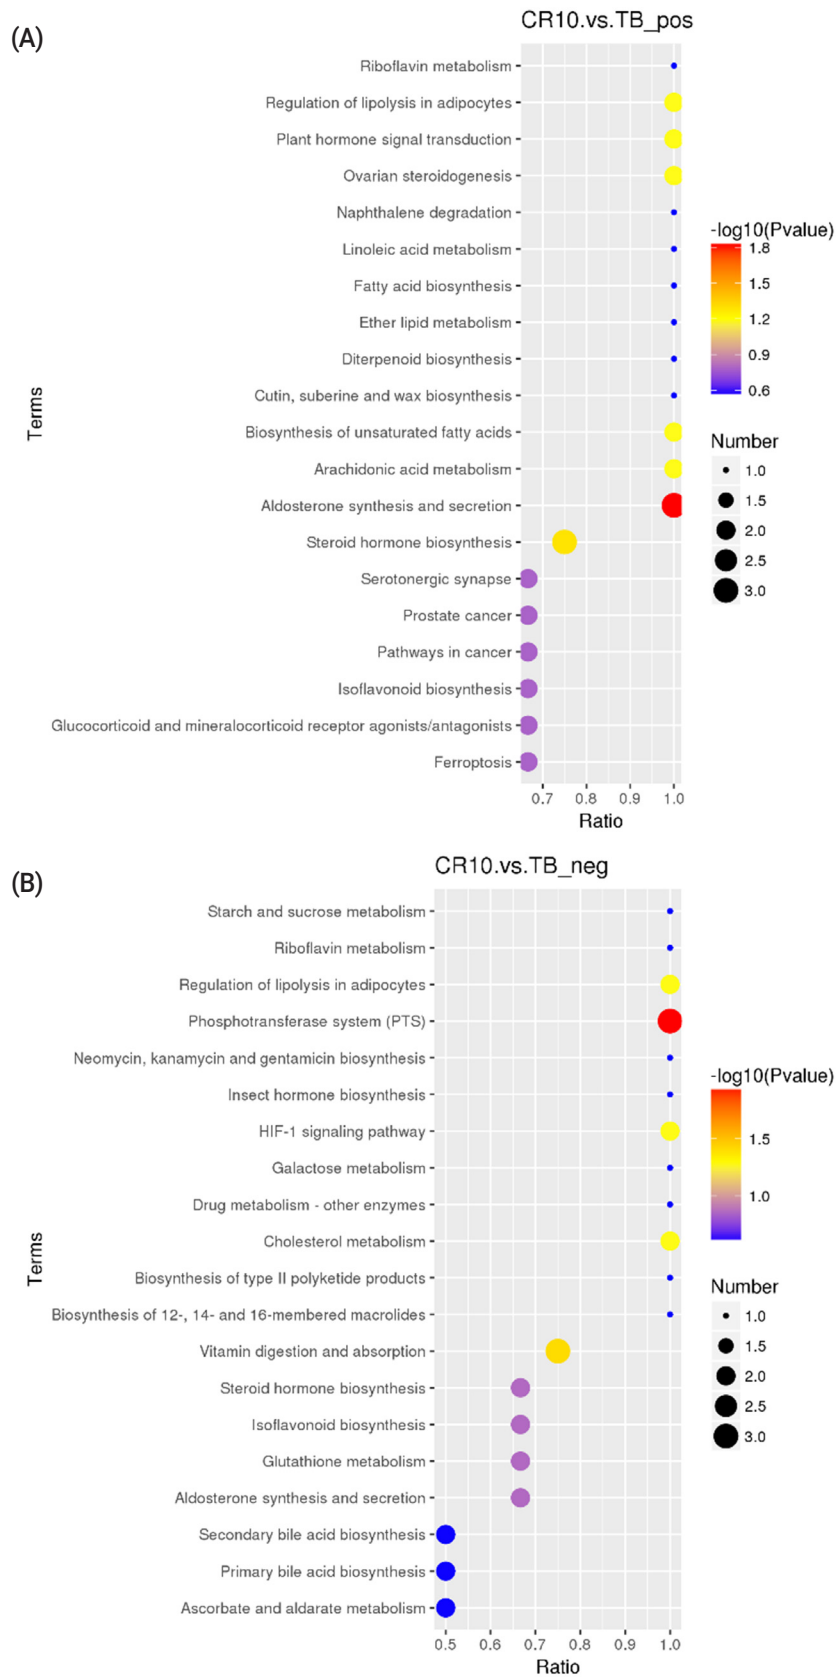 (A)
CR10.vs.TB_pos
Riboflavin metabolism
Regulation of lipolysis in adipocytes
Plant hormone signal transduction
Ovarian steroidogenesis
Naphthalene degradation
Linoleic acid metabolism
Fatty acid biosynthesis
Ether lipid metabolism
Diterpenoid biosynthesis
Cutin, suberine and wax biosynthesis
Biosynthesis of unsaturated fatty acids
Arachidonic acid metabolism
Aldosterone synthesis and secretion
Steroid hormone biosynthesis
Serotonergic synapse
Prostate cancer
Pathways in cancer
Isoflavonoid biosynthesis
Glucocorticoid and mineralocorticoid receptor agonists/antagonists
Ferroptosis
Terms
0.7 0.8 0.9 1.0
Ratio
-log10(Pvalue)
1.8
1.5
1.2
0.9
0.6
Number
1.0
1.5
2.0
2.5
3.0
(B)
CR10.vs.TB_neg
Starch and sucrose metabolism
Riboflavin metabolism
Regulation of lipolysis in adipocytes
Phosphotransferase system (PTS)
Neomycin, kanamycin and gentamicin biosynthesis
Insect hormone biosynthesis
HIF-1 signaling pathway
Galactose metabolism
Drug metabolism - other enzymes
Cholesterol metabolism
Biosynthesis of type II polyketide products
Biosynthesis of 12-, 14- and 16-membered macrolides
Vitamin digestion and absorption
Steroid hormone biosynthesis
Isoflavonoid biosynthesis
Glutathione metabolism
Aldosterone synthesis and secretion
Secondary bile acid biosynthesis
Primary bile acid biosynthesis
Ascorbate and aldarate metabolism
Terms
0.5 0.6 0.7 0.8 0.9 1.0
Ratio
-log10(Pvalue)
1.5
1.0
Number
1.0
1.5
2.0
2.5
3.0